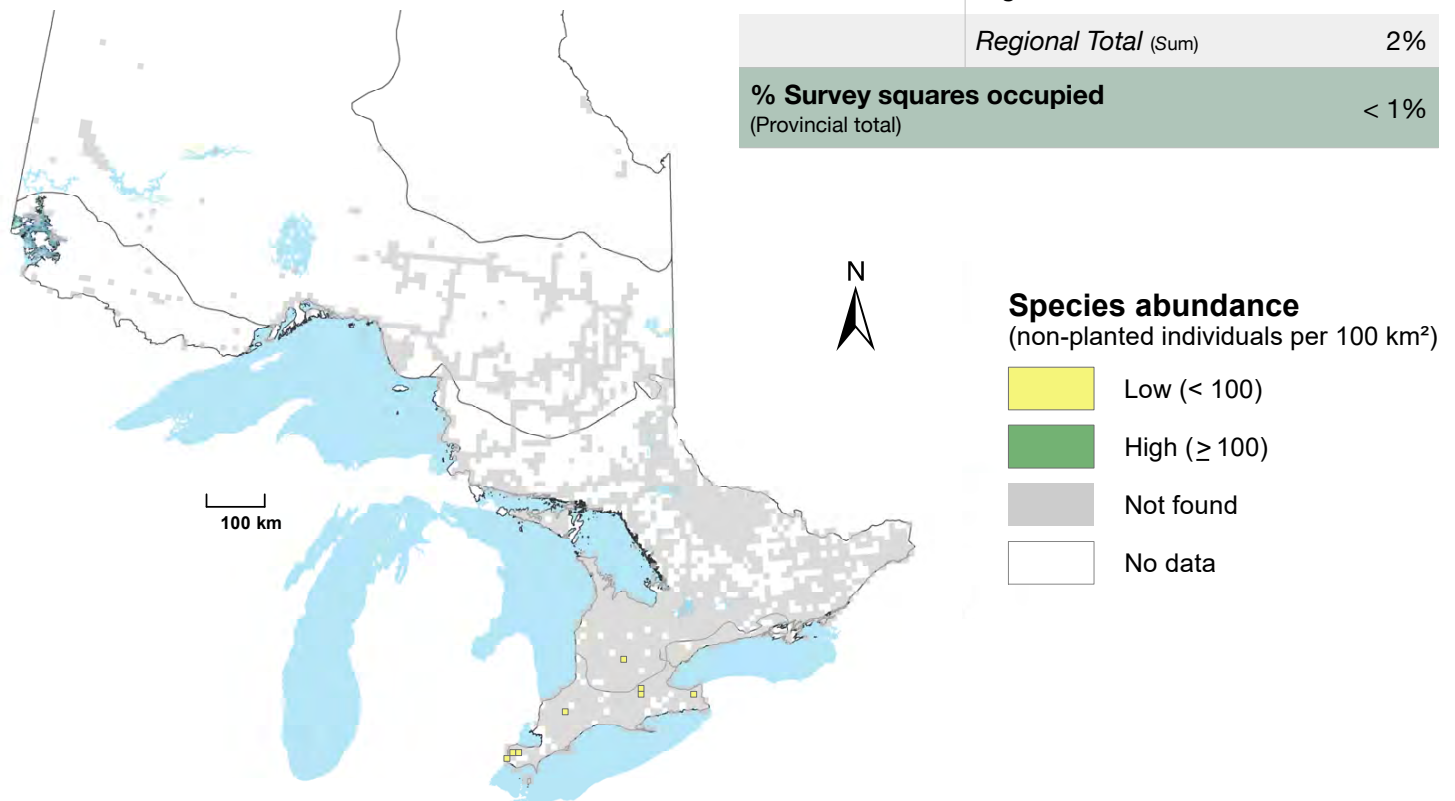 Regional Total (Sum) 2%
% Survey squares occupied
(Provincial total) < 1%
N
Species abundance
(non-planted individuals per 100 km²)
Low (< 100)
High (≥ 100)
Not found
No data
100 km